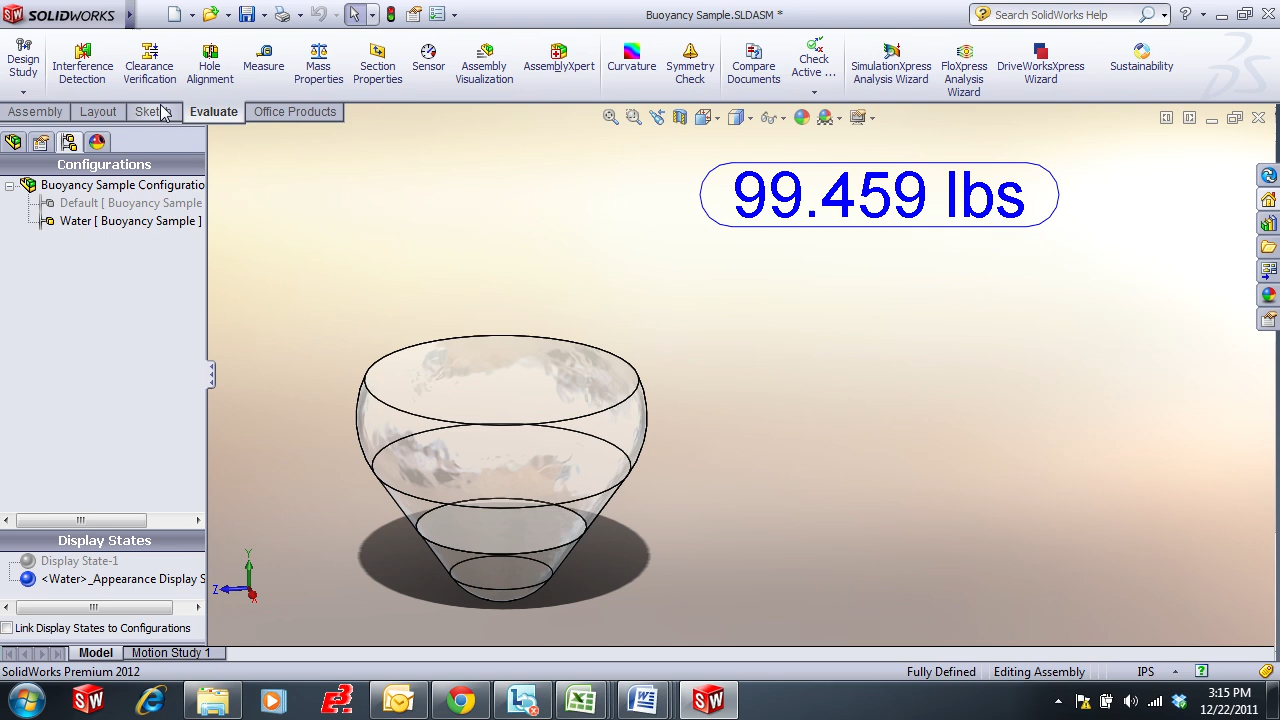 SOLIDWORKS
Buoyancy Sample.SLDASM *
Search SolidWorks Help
Design Study
Interference Detection
Clearance Verification
Hole Alignment
Measure
Mass Properties
Section Properties
Sensor
Assembly Visualization
AssemblyXpert
Curvature
Symmetry Check
Compare Documents
Check Active ...
SimulationXpress Analysis Wizard
FloXpress Analysis Wizard
DriveWorksXpress Wizard
Sustainability
Assembly
Layout
Evaluate
Office Products
Configurations
Buoyancy Sample Configuratio
Default [ Buoyancy Sample
Water [ Buoyancy Sample ]
99.459 lbs
Y
Z
X
Display States
Display State-1
<Water>_Appearance Display S
Link Display States to Configurations
Model
Motion Study 1
SolidWorks Premium 2012
Fully Defined
Editing Assembly
IPS
3:15 PM
12/22/2011